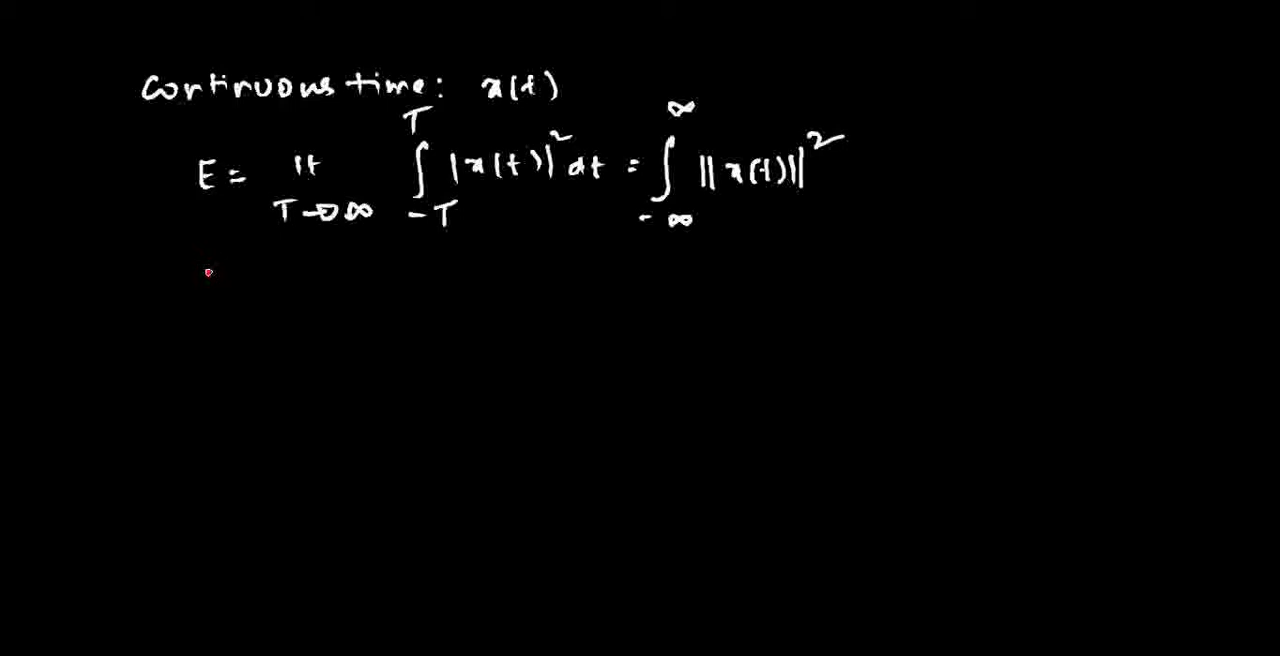 Continuous time: x(t)
E = lt T→∞ ∫_{-T}^{T} |x(t)|² dt = ∫_{-∞}^{∞} ||x(t)||²